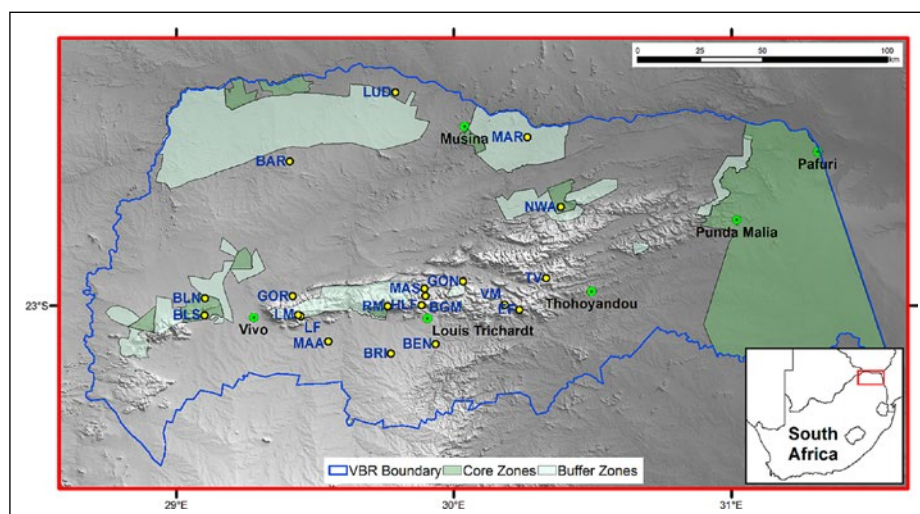 0 25 50 100
km
LUD
Musina
MAR
BAR
Pafuri
NWA
Punda Malia
GON
TV
MAS
VM
BLN
GOR
Thohoyandou
23°S
RM
HLF
BGM
EF
BLS
LM
Vivo
LF
Louis Trichardt
MAA
BEN
BRI
South
Africa
VBR Boundary Core Zones Buffer Zones
29°E 30°E 31°E